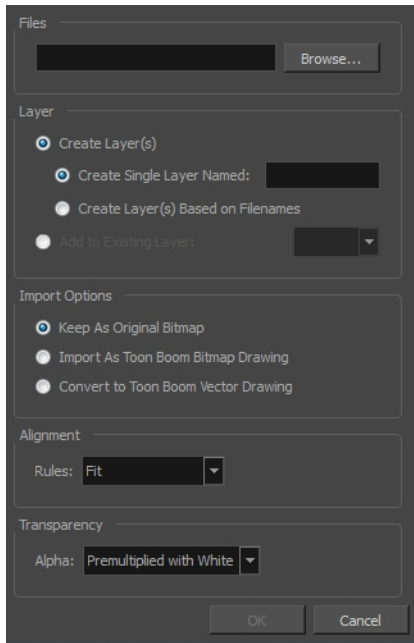 Files
Browse...
Layer
Create Layer(s)
Create Single Layer Named:
Create Layer(s) Based on Filenames
Add to Existing Layer:
Import Options
Keep As Original Bitmap
Import As Toon Boom Bitmap Drawing
Convert to Toon Boom Vector Drawing
Alignment
Rules: Fit
Transparency
Alpha: Premultiplied with White
OK Cancel